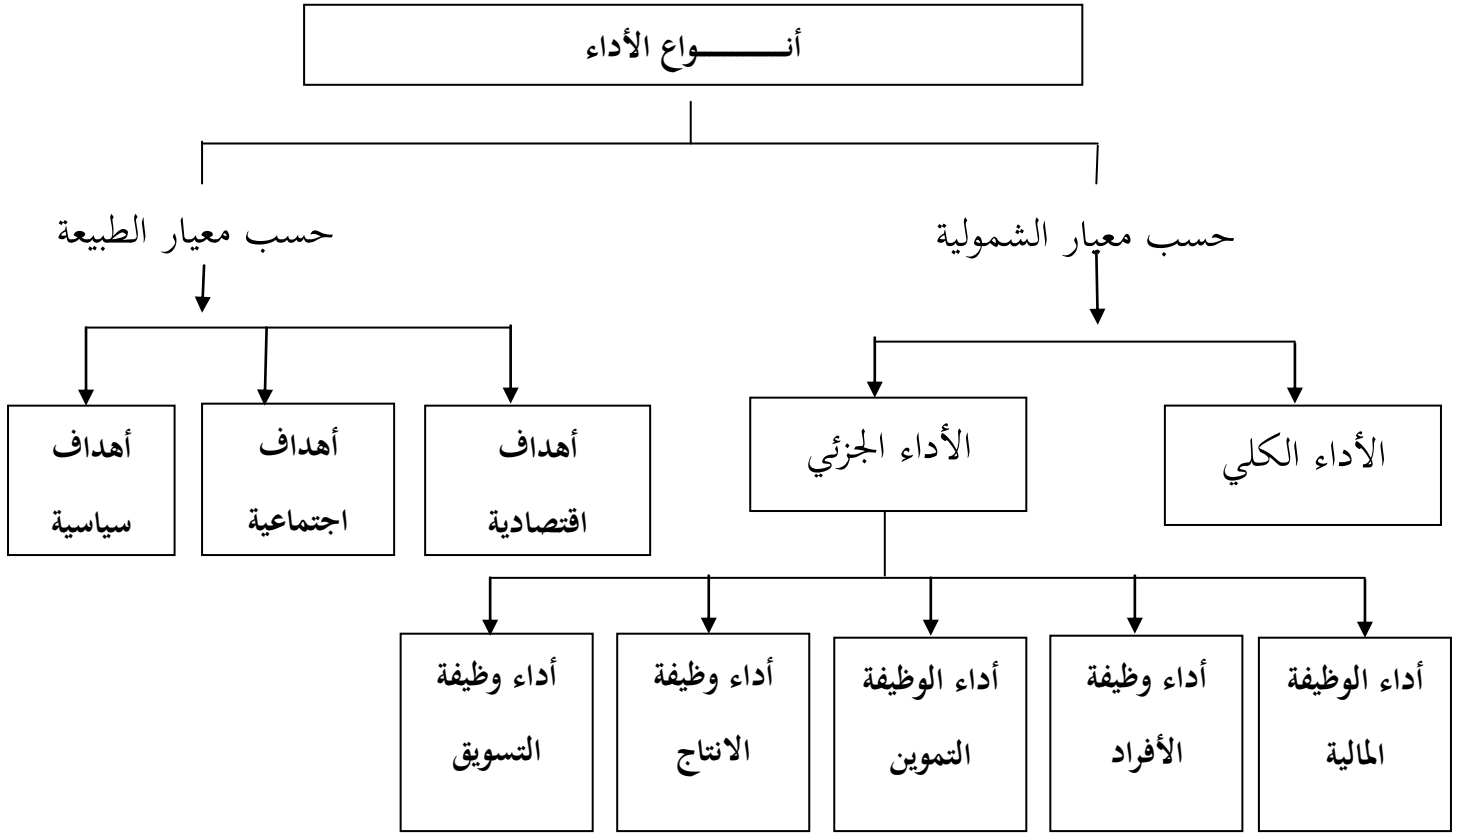 أنـــــــــــواع الأداء
حسب معيار الشمولية
حسب معيار الطبيعة
الأداء الكلي
الأداء الجزئي
أهداف
اقتصادية
أهداف
اجتماعية
أهداف
سياسية
أداء الوظيفة
المالية
أداء وظيفة
الأفراد
أداء الوظيفة
التموين
أداء وظيفة
الانتاج
أداء وظيفة
التسويق